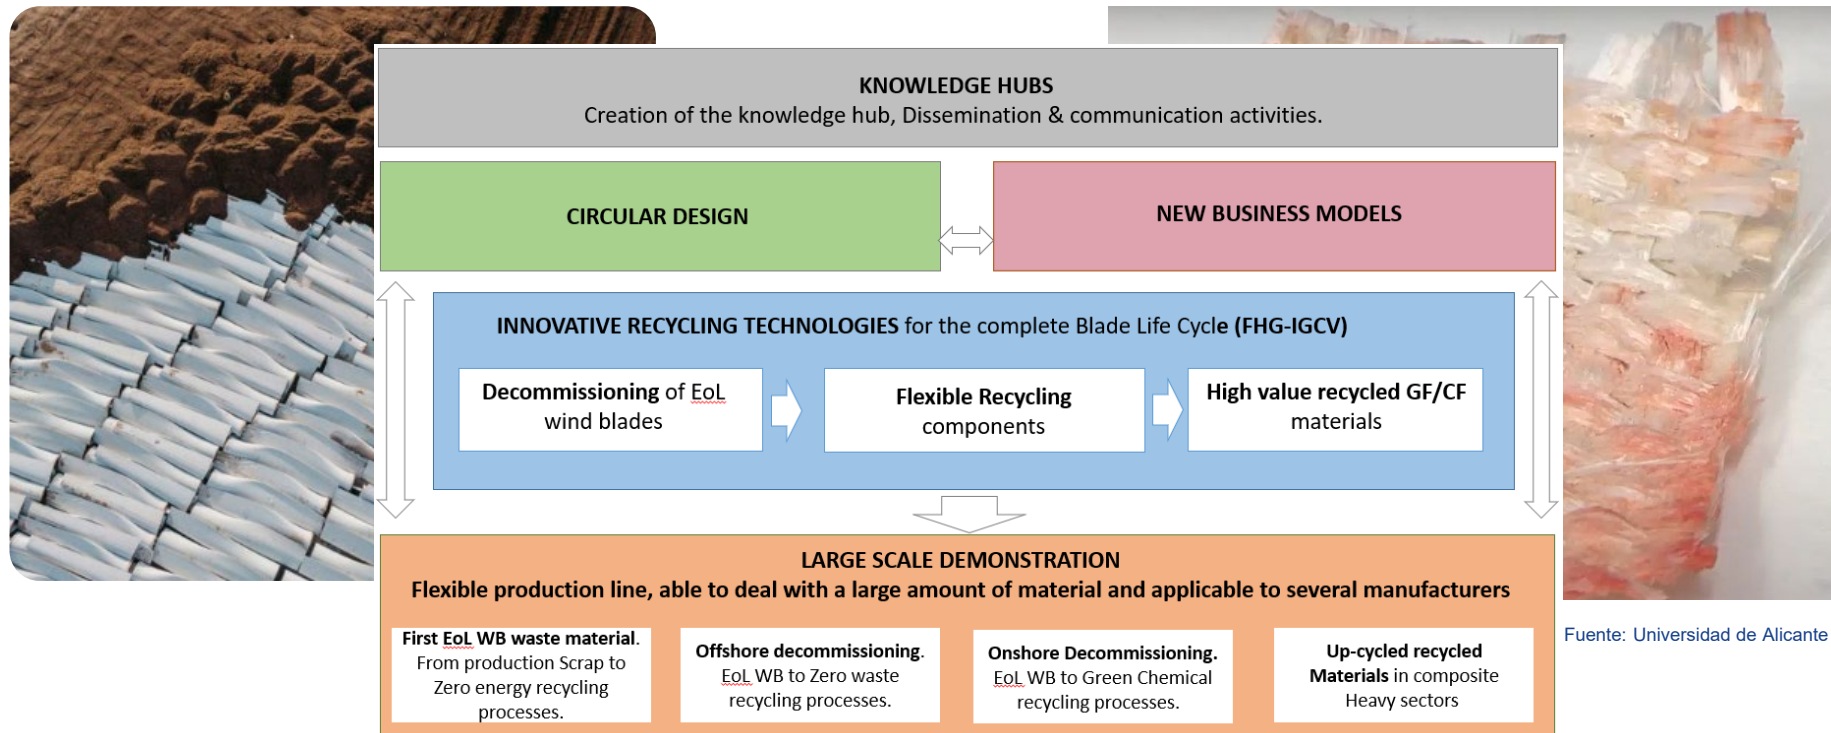 KNOWLEDGE HUBS
Creation of the knowledge hub, Dissemination & communication activities.
CIRCULAR DESIGN
NEW BUSINESS MODELS
INNOVATIVE RECYCLING TECHNOLOGIES for the complete Blade Life Cycle (FHG-IGCV)
Decommissioning of EoL
wind blades
Flexible Recycling
components
High value recycled GF/CF
materials
LARGE SCALE DEMONSTRATION
Flexible production line, able to deal with a large amount of material and applicable to several manufacturers
First EoL WB waste material.
From production Scrap to
Zero energy recycling
processes.
Offshore decommissioning.
EoL WB to Zero waste
recycling processes.
Onshore Decommissioning.
EoL WB to Green Chemical
recycling processes.
Up-cycled recycled
Materials in composite
Heavy sectors
Fuente: Universidad de Alicante